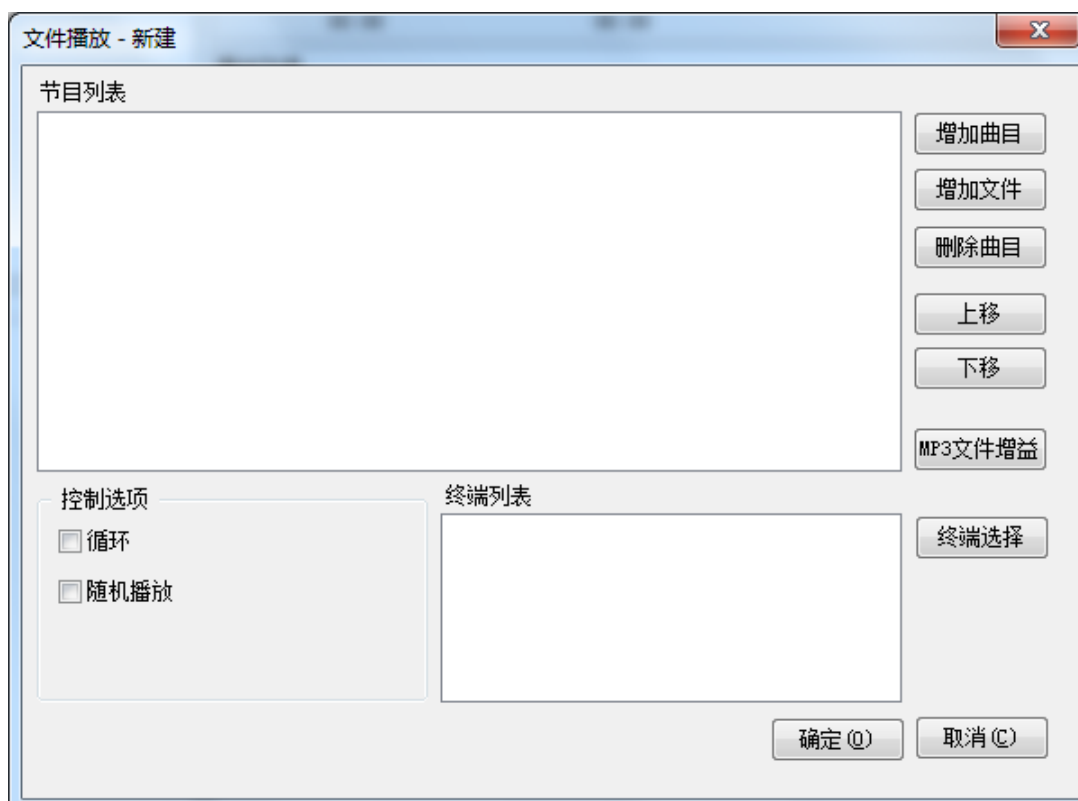 文件播放 - 新建
x
节目列表
增加曲目
增加文件
删除曲目
上移
下移
MP3文件增益
控制选项
循环
随机播放
终端列表
终端选择
确定(O)
取消(C)